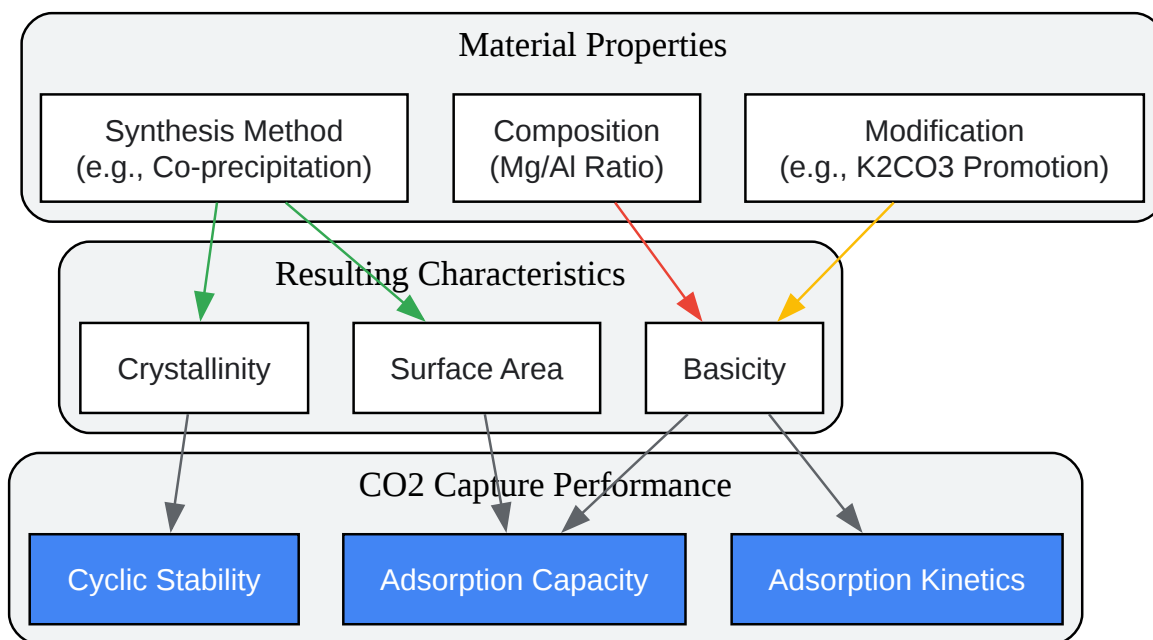 Material Properties
Synthesis Method
(e.g., Co-precipitation)
Composition
(Mg/Al Ratio)
Modification
(e.g., K2CO3 Promotion)
Resulting Characteristics
Crystallinity
Surface Area
Basicity
CO2 Capture Performance
Cyclic Stability
Adsorption Capacity
Adsorption Kinetics